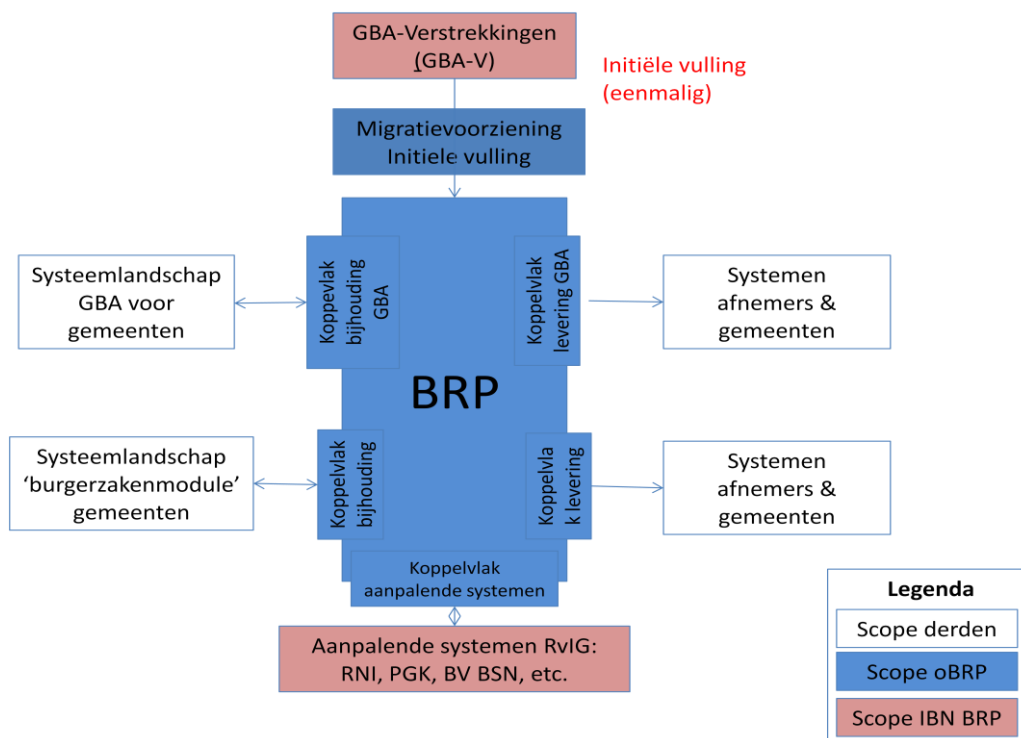 GBA-Verstrekkingen
(GBA-V)
Initiële vulling
(eenmalig)
Migratievoorziening
Initiele vulling
Systeemlandschap
GBA voor
gemeenten
Koppevlak
bijhouding
GBA
Koppelvlak
levering GBA
Systemen
afnemers &
gemeenten
BRP
Systeemlandschap
‘burgerzakenmodule’
gemeenten
Koppelvlak
bijhouding
Koppelvla
k levering
Systemen
afnemers &
gemeenten
Koppelvlak
aanpalende systemen
Aanpalende systemen RvIG:
RNI, PGK, BV BSN, etc.
Legenda
Scope derden
Scope oBRP
Scope IBN BRP